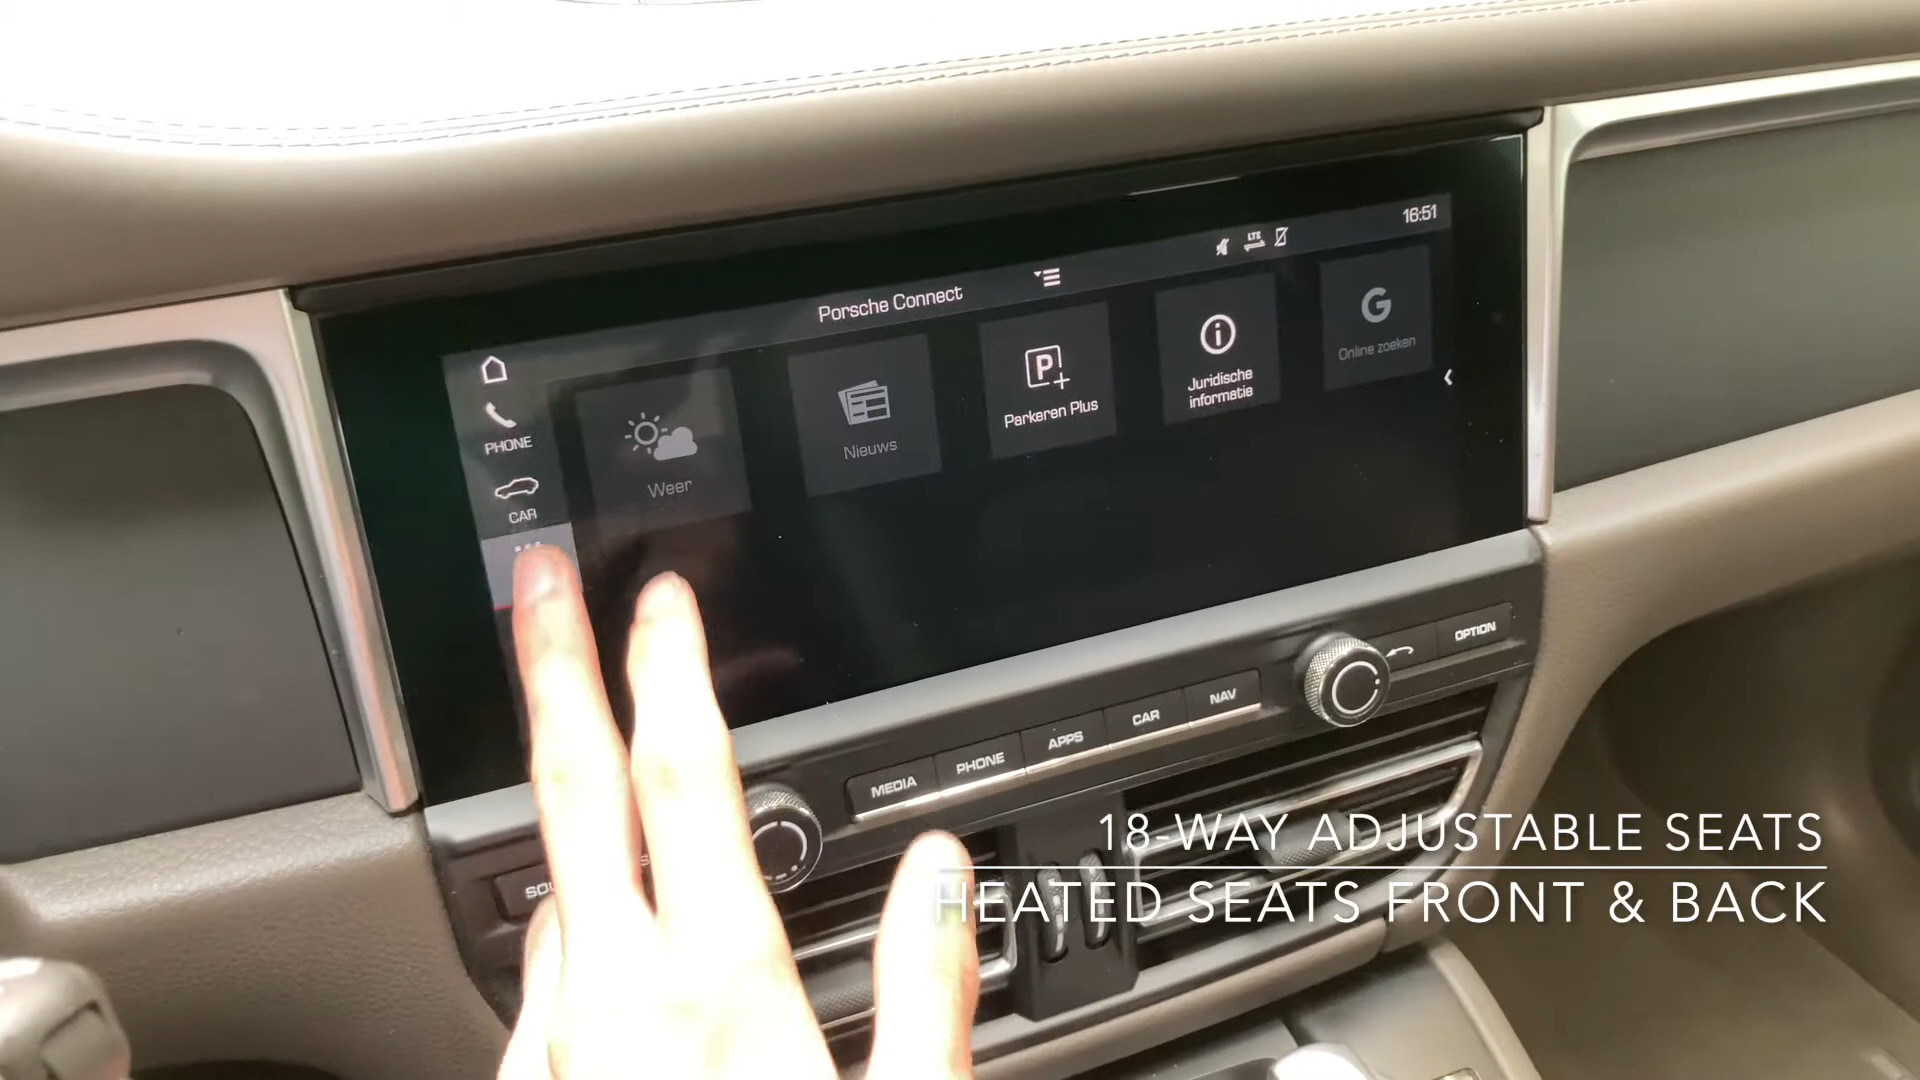 16:51
LTE
Porsche Connect
PHONE
CAR
Weer
Nieuws
Parkeren Plus
Juridische
informatie
G
Online zoeken
OPTION
MEDIA
PHONE
APPS
CAR
NAV
18-WAY ADJUSTABLE SEATS
HEATED SEATS FRONT & BACK